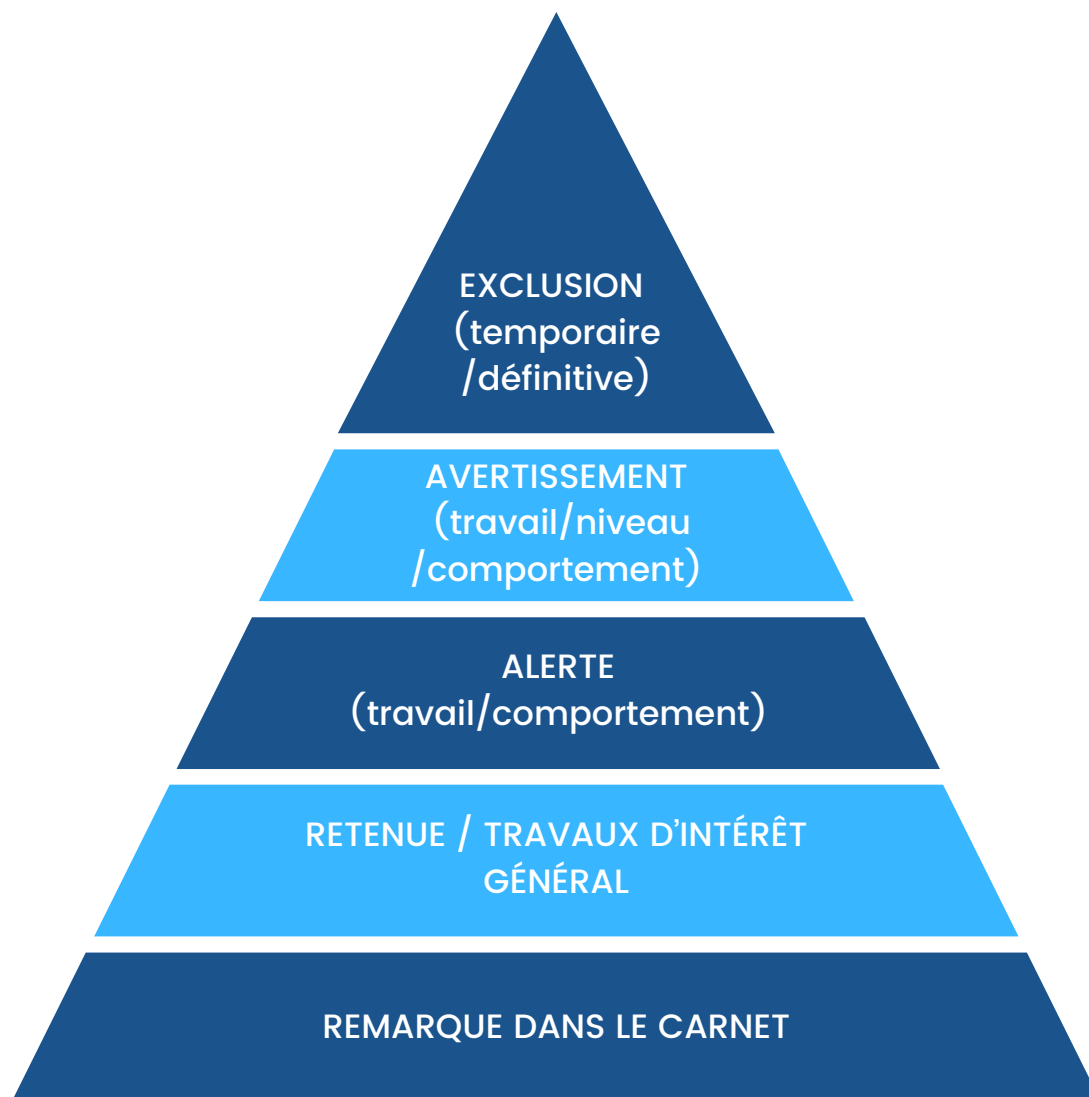 EXCLUSION
(temporaire
/définitive)
AVERTISSEMENT
(travail/niveau
/comportement)
ALERTE
(travail/comportement)
RETENUE / TRAVAUX D’INTÉRÊT
GÉNÉRAL
REMARQUE DANS LE CARNET